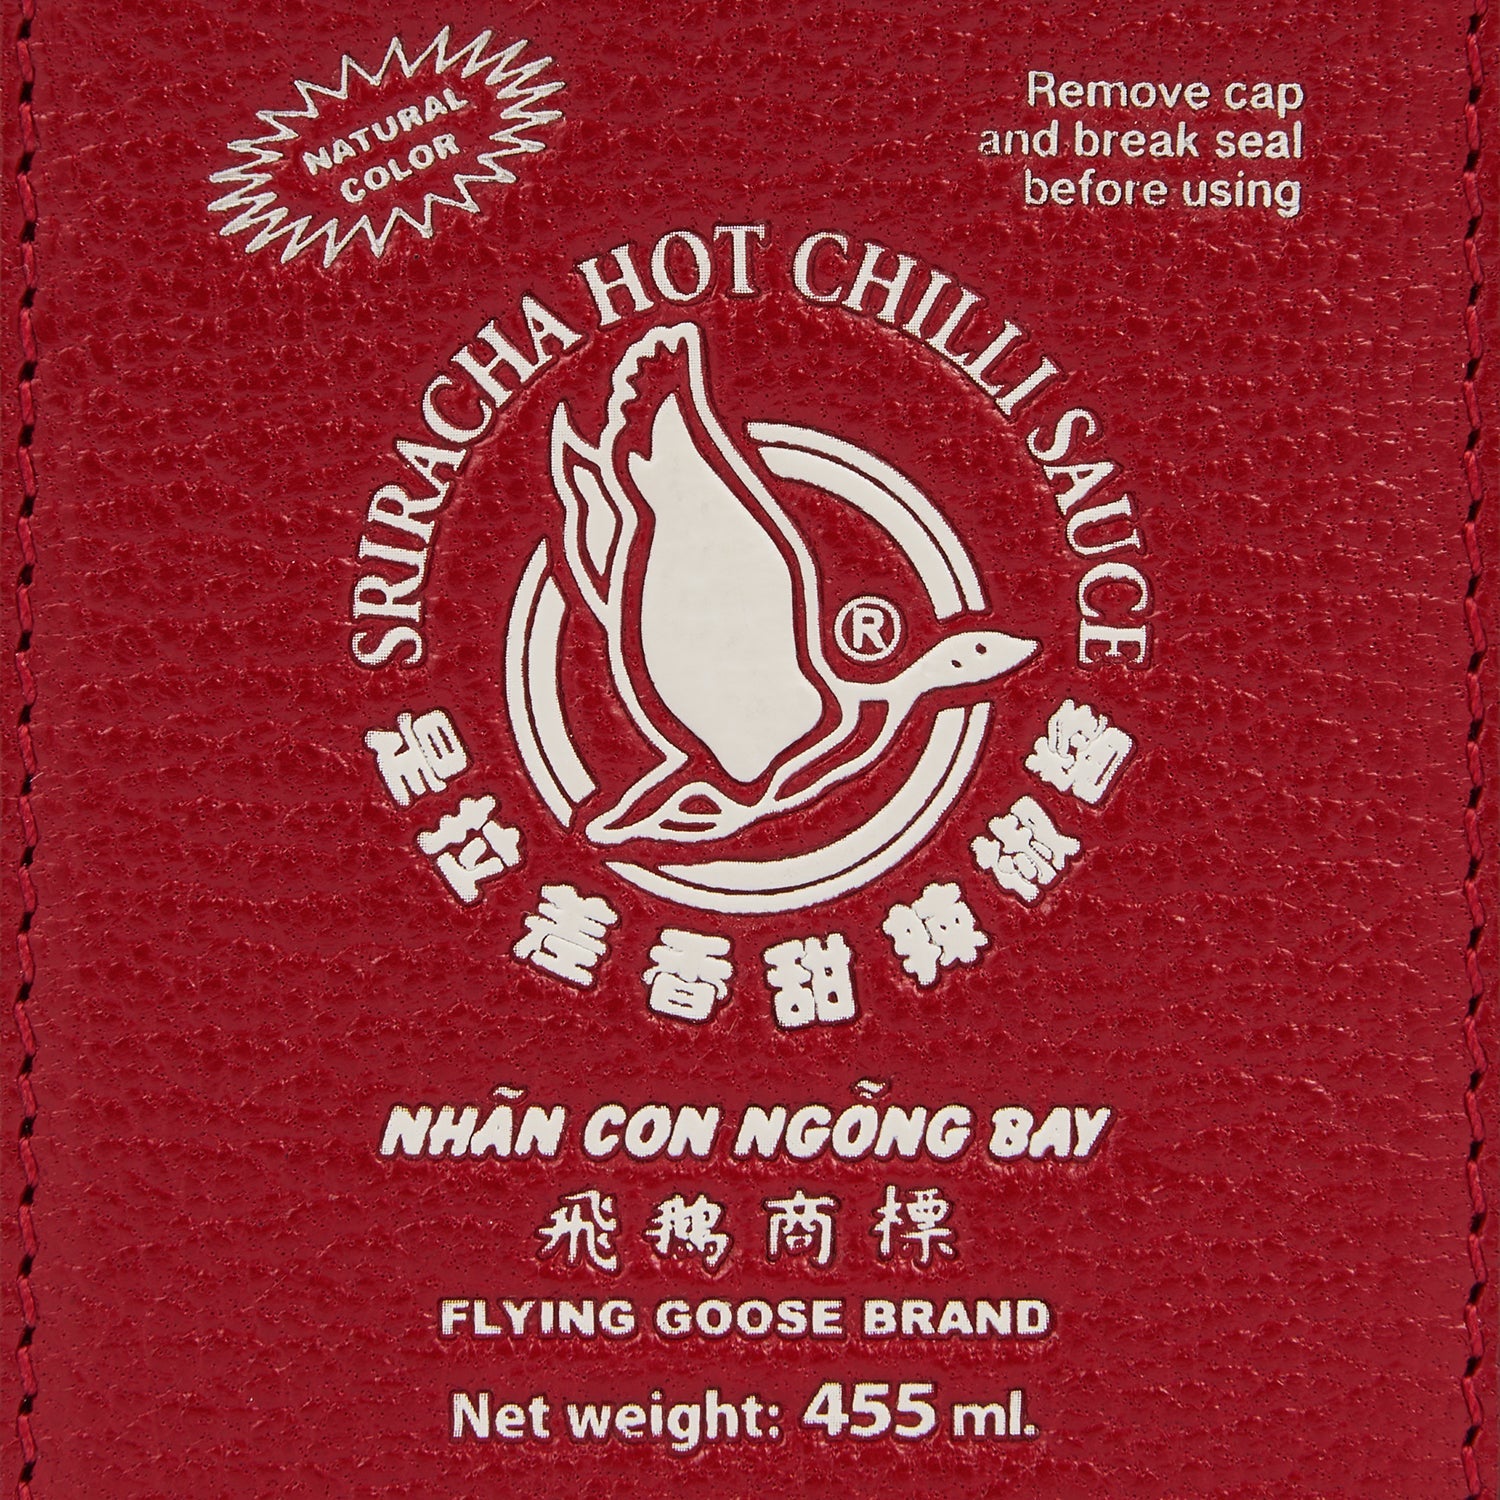 NATURAL
COLOR
Remove cap
and break seal
before using
SRIRACHA HOT CHILLI SAUCE
®
是拉差香甜辣椒醬
NHÃN CON NGỖNG BAY
飛鵝商標
FLYING GOOSE BRAND
Net weight: 455 ml.